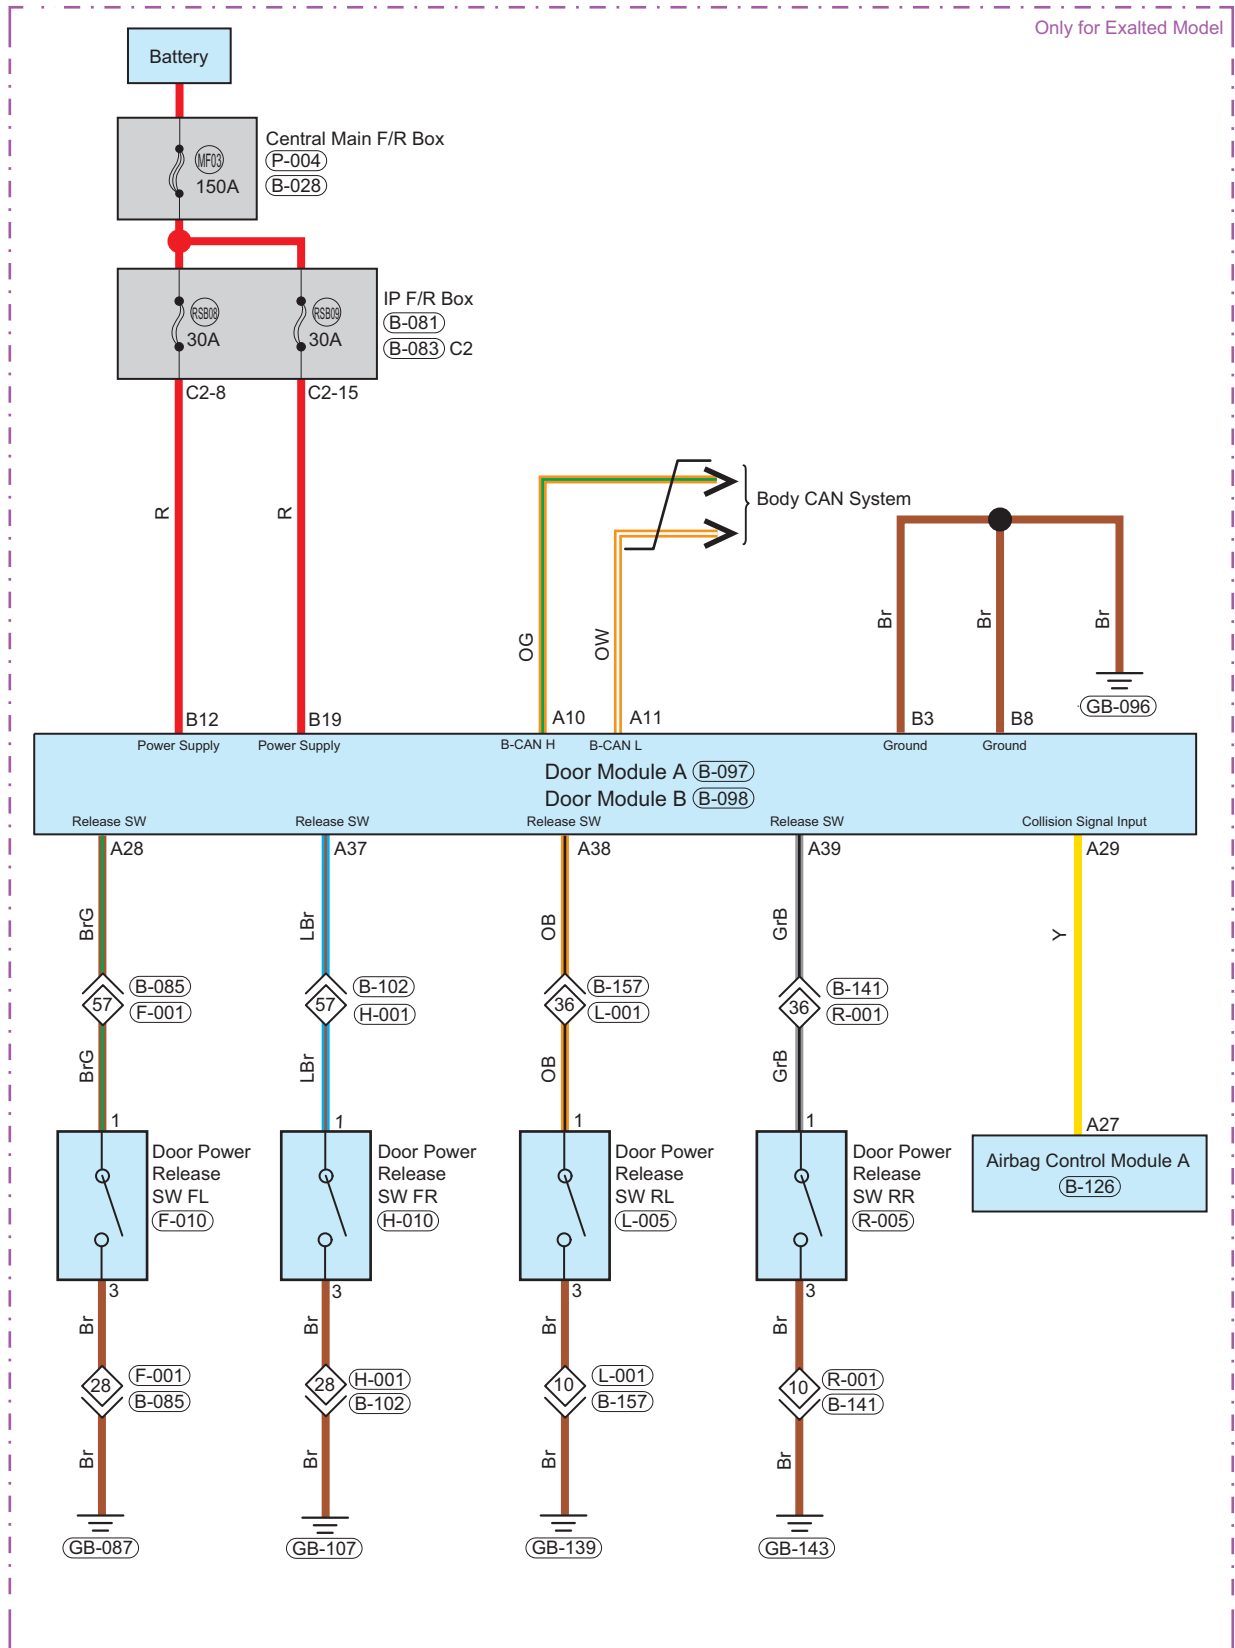 Only for Exalted Model
Battery
Central Main F/R Box
MF03
150A
P-004
B-028
IP F/R Box
RSB08
30A
RSB09
30A
B-081
B-083 C2
C2-8
C2-15
R
R
Body CAN System
OG
OW
Br
Br
Br
GB-096
B12
B19
A10
A11
B3
B8
Power Supply
Power Supply
B-CAN H
B-CAN L
Ground
Ground
Door Module A B-097
Door Module B B-098
Release SW
Release SW
Release SW
Release SW
Collision Signal Input
A28
A37
A38
A39
A29
BrG
LBr
OB
GrB
Y
57
B-085
F-001
57
B-102
H-001
36
B-157
L-001
36
B-141
R-001
BrG
LBr
OB
GrB
1
1
1
1
A27
Door Power
Release
SW FL
F-010
Door Power
Release
SW FR
H-010
Door Power
Release
SW RL
L-005
Door Power
Release
SW RR
R-005
Airbag Control Module A
B-126
3
3
3
3
Br
Br
Br
Br
28
F-001
B-085
28
H-001
B-102
10
L-001
B-157
10
R-001
B-141
Br
Br
Br
Br
GB-087
GB-107
GB-139
GB-143